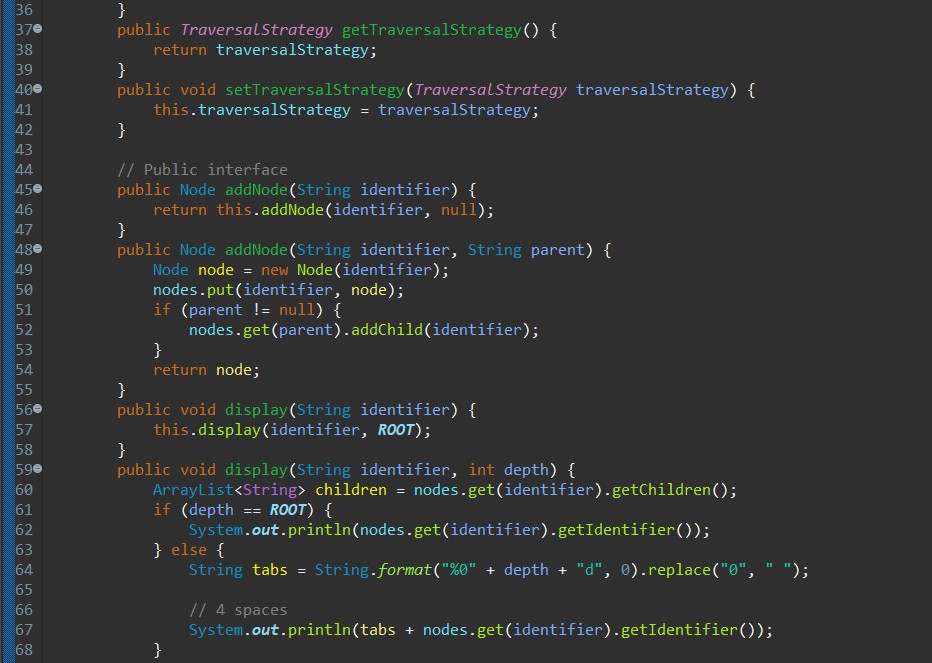 36 }
37 public TraversalStrategy getTraversalStrategy() {
38 return traversalStrategy;
39 }
40 public void setTraversalStrategy(TraversalStrategy traversalStrategy) {
41 this.traversalStrategy = traversalStrategy;
42 }
43
44 // Public interface
45 public Node addNode(String identifier) {
46 return this.addNode(identifier, null);
47 }
48 public Node addNode(String identifier, String parent) {
49 Node node = new Node(identifier);
50 nodes.put(identifier, node);
51 if (parent != null) {
52 nodes.get(parent).addChild(identifier);
53 }
54 return node;
55 }
56 public void display(String identifier) {
57 this.display(identifier, ROOT);
58 }
59 public void display(String identifier, int depth) {
60 ArrayList<String> children = nodes.get(identifier).getChildren();
61 if (depth == ROOT) {
62 System.out.println(nodes.get(identifier).getIdentifier());
63 } else {
64 String tabs = String.format("%0" + depth + "d", 0).replace("0", " ");
65
66 // 4 spaces
67 System.out.println(tabs + nodes.get(identifier).getIdentifier());
68 }